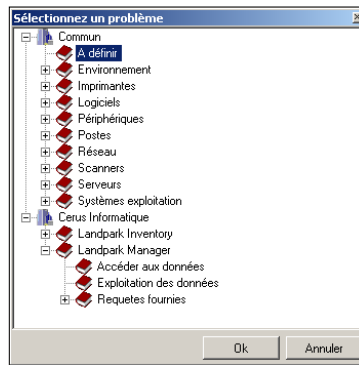 Sélectionnez un problème
Commun
A définir
Environnement
Imprimantes
Logiciels
Périphériques
Postes
Réseau
Scanners
Serveurs
Systèmes exploitation
Cerus Informatique
Landpark Inventory
Landpark Manager
Accéder aux données
Exploitation des données
Requetes fournies
Ok
Annuler